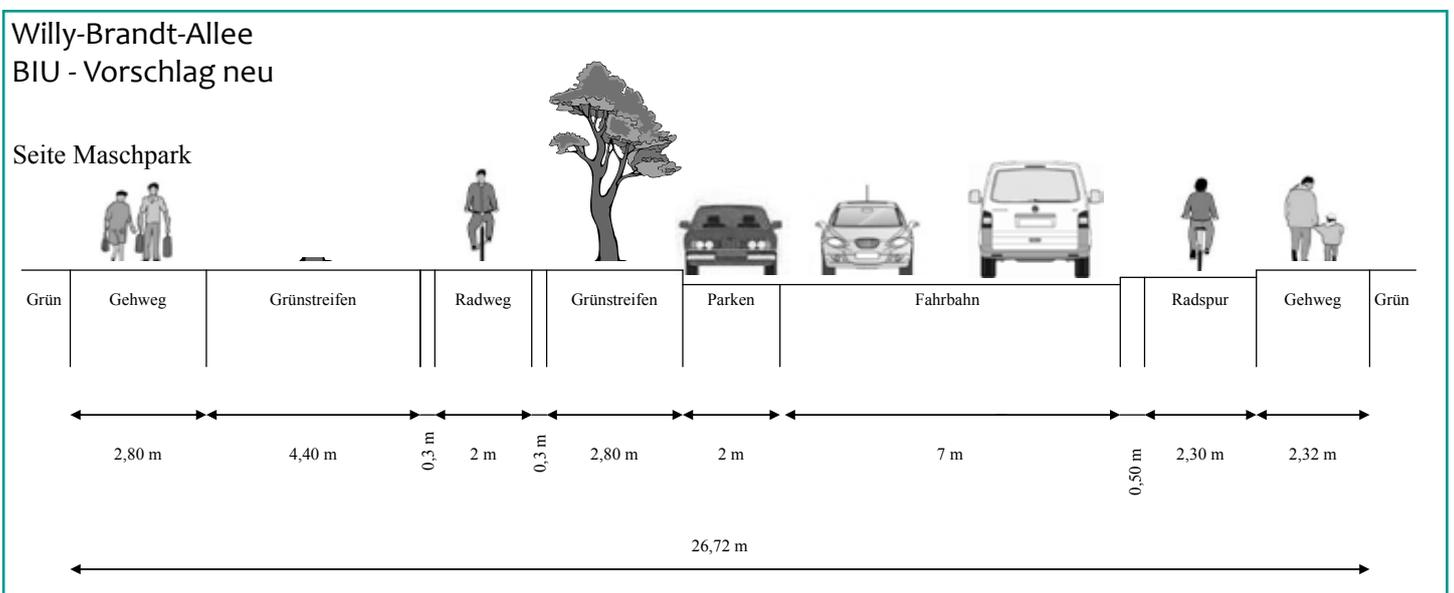 Willy-Brandt-Allee
BIU - Vorschlag neu
Seite Maschpark
Grün Gehweg Grünstreifen Radweg Grünstreifen Parken Fahrbahn Radspur Gehweg Grün
2,80 m 4,40 m 0,3 m 2 m 0,3 m 2,80 m 2 m 7 m 0,50 m 2,30 m 2,32 m
26,72 m